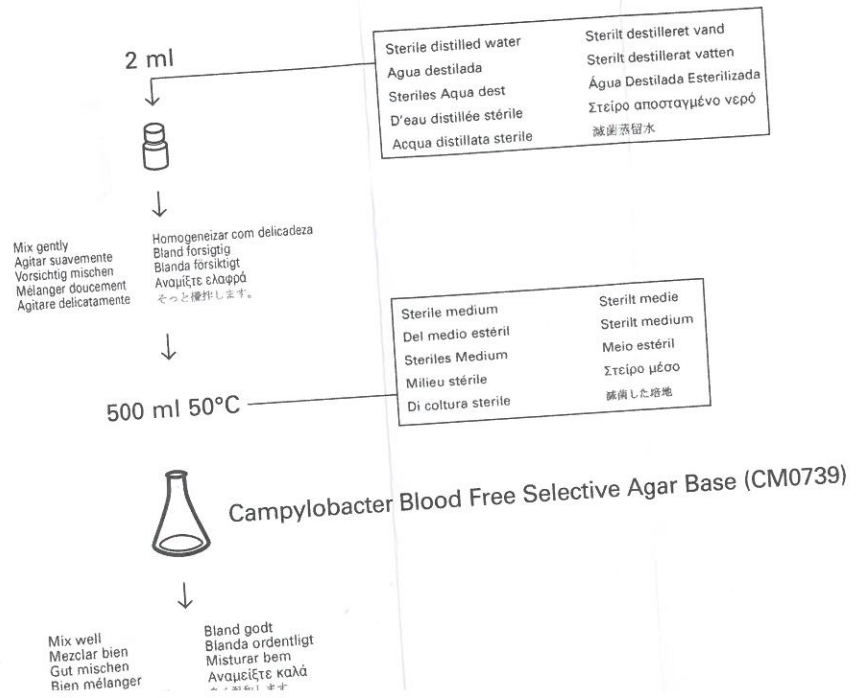 2 ml
Sterile distilled water
Agua destilada
Steriles Aqua dest
D'eau distillée stérile
Acqua distillata sterile
Sterilt destilleret vand
Sterilt destillerat vatten
Água Destilada Esterilizada
Στείρο αποσταγμένο νερό
滅菌蒸留水
Mix gently
Agitar suavemente
Vorsichtig mischen
Mélanger doucement
Agitare delicatamente
Homogeneizar com delicadeza
Bland forsigtig
Blanda försiktigt
Αναμίξτε ελαφρά
そっと攪拌します。
500 ml 50°C
Sterile medium
Del medio estéril
Steriles Medium
Milieu stérile
Di coltura sterile
Sterilt medie
Sterilt medium
Meio estéril
Στείρο μέσο
滅菌した培地
Campylobacter Blood Free Selective Agar Base (CM0739)
Mix well
Mezclar bien
Gut mischen
Bien mélanger
Bland godt
Blanda ordentligt
Misturar bem
Αναμείξτε καλά